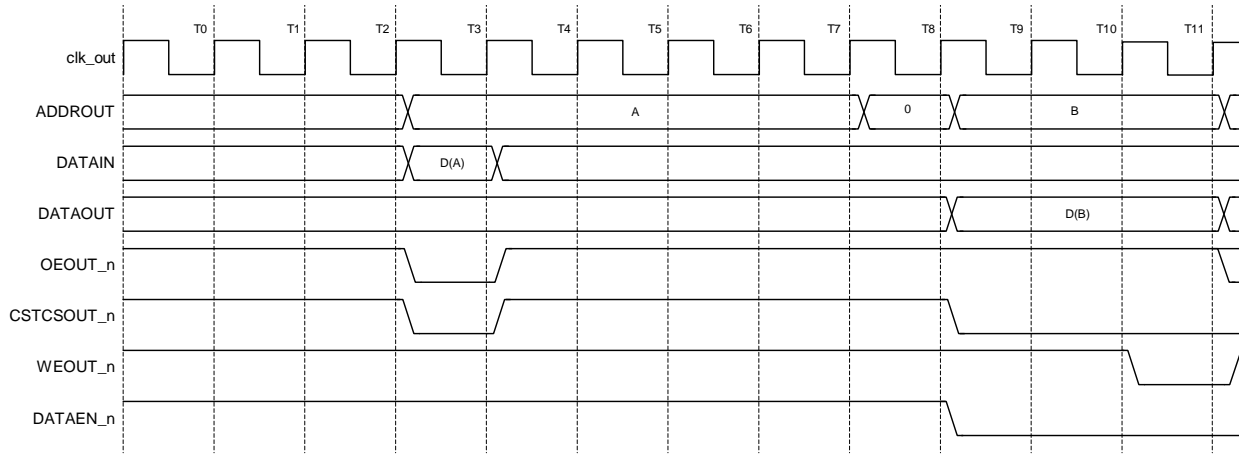 T0 T1 T2 T3 T4 T5 T6 T7 T8 T9 T10 T11
clk_out
ADDROUT A 0 B
DATAIN D(A)
DATAOUT D(B)
OEOUT_n
CSTCSOUT_n
WEOUT_n
DATAEN_n